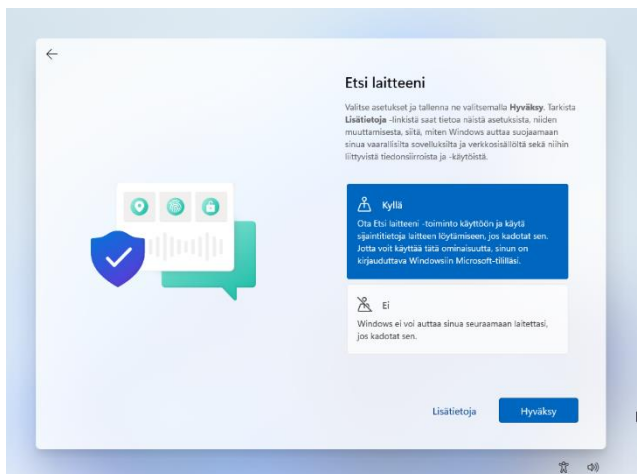 Etsi laitteeni
Valitse asetukset ja tallenna ne valitsemalla Hyväksy. Tarkista
Lisätietoja -linkistä saat tietoa näistä asetuksista, niiden
muuttamisesta, siitä, miten Windows auttaa suojaamaan
sinua vaarallisilta sovelluksilta ja verkkosisällöltä sekä niihin
liittyvistä tiedonsiirroista ja -käytöistä.
Kyllä
Ota Etsi laitteeni -toiminto käyttöön ja käytä
sijaintitietoja laitteen löytämiseen, jos kadotat sen.
Jotta voit käyttää tätä ominaisuutta, sinun on
kirjauduttava Windowsiin Microsoft-tililläsi.
Ei
Windows ei voi auttaa sinua seuraamaan laitettasi,
jos kadotat sen.
Lisätietoja
Hyväksy